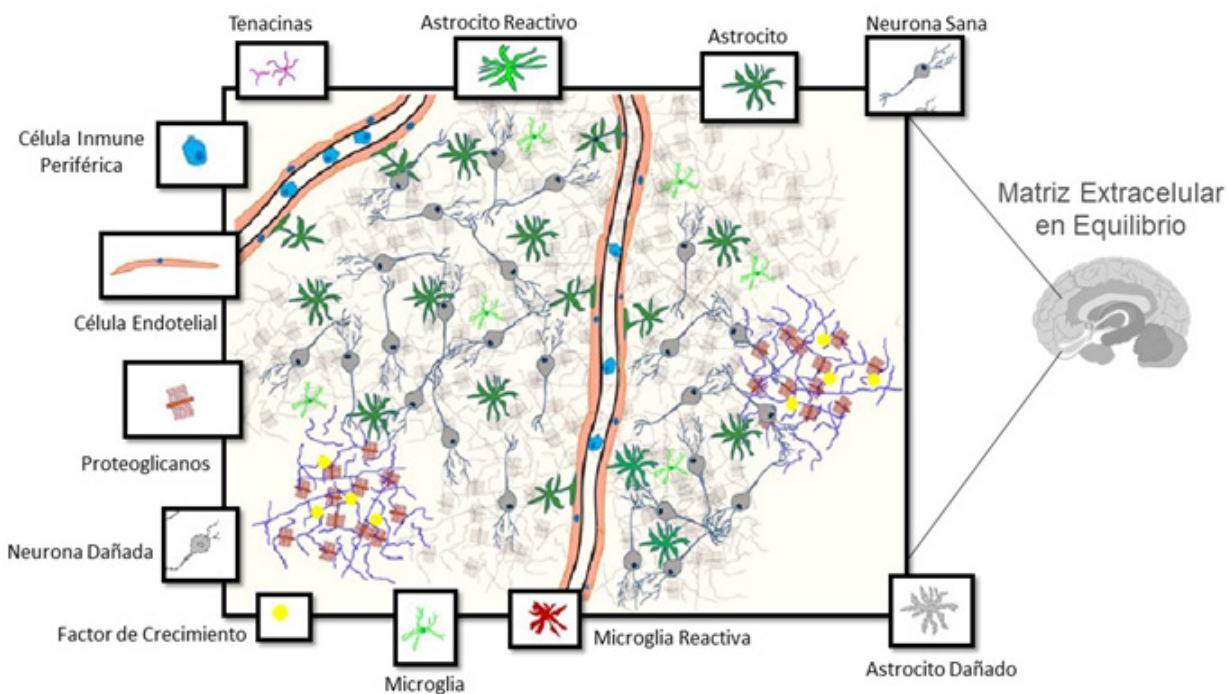 Tenacinas
Astrocito Reactivo
Astrocito
Neurona Sana
Célula Inmune
Periférica
Matriz Extracelular
en Equilibrio
Célula Endotelial
Proteoglicanos
Neurona Dañada
Factor de Crecimiento
Microglia
Microglia Reactiva
Astrocito Dañado